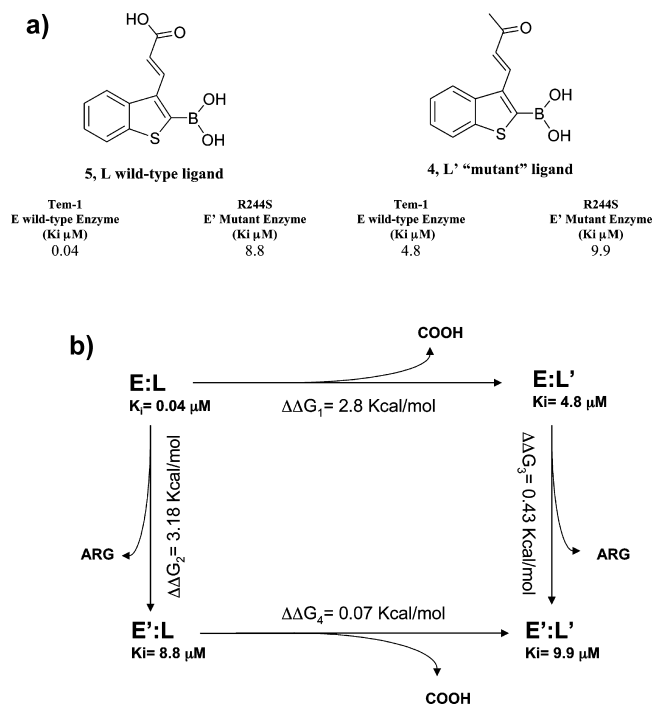 a)
HO
O
OH
B
S
OH
5, L wild-type ligand
O
OH
B
S
OH
4, L' “mutant” ligand
Tem-1
E wild-type Enzyme
(Ki μM)
0.04
R244S
E' Mutant Enzyme
(Ki μM)
8.8
Tem-1
E wild-type Enzyme
(Ki μM)
4.8
R244S
E' Mutant Enzyme
(Ki μM)
9.9
b)
COOH
E:L
Ki= 0.04 μM
ΔΔG1= 2.8 Kcal/mol
E:L'
Ki= 4.8 μM
ARG
ΔΔG2= 3.18 Kcal/mol
ΔΔG3= 0.43 Kcal/mol
ARG
E':L
Ki= 8.8 μM
ΔΔG4= 0.07 Kcal/mol
E':L'
Ki= 9.9 μM
COOH